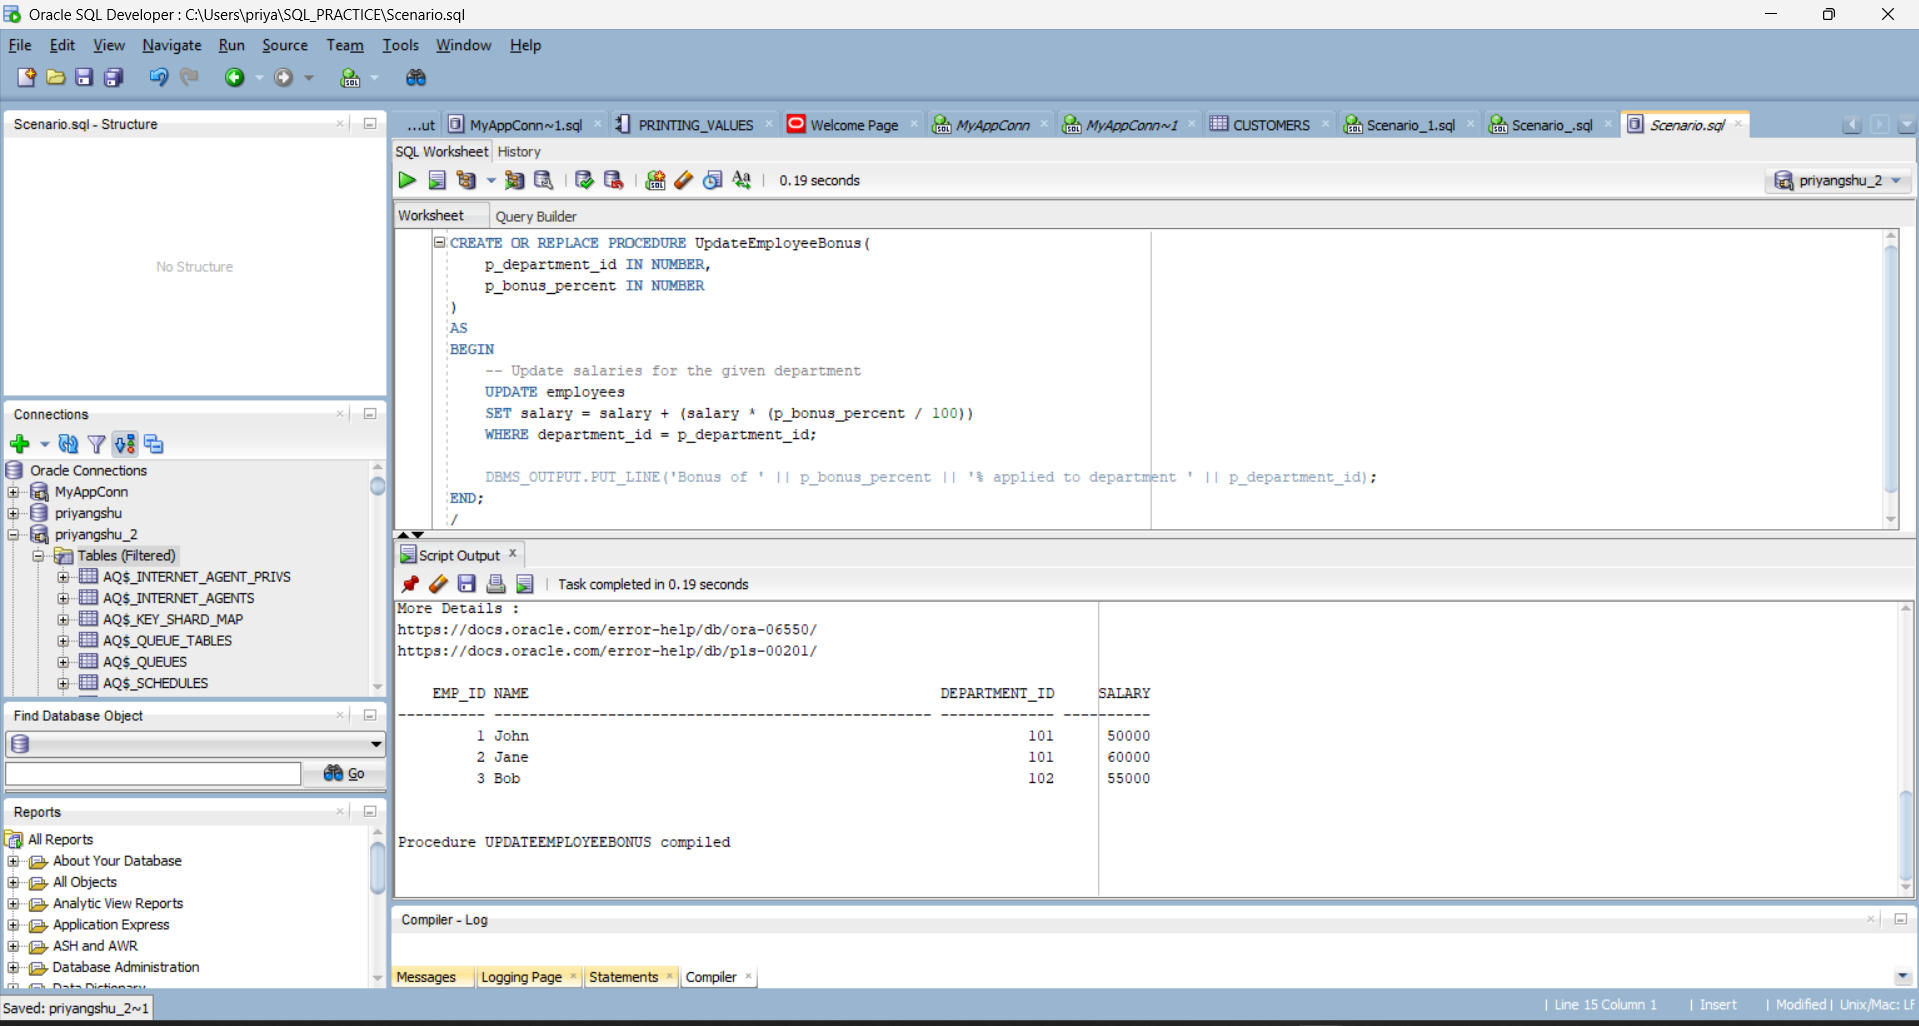 Oracle SQL Developer : C:\Users\priya\SQL_PRACTICE\Scenario.sql
File Edit View Navigate Run Source Team Tools Window Help
Scenario.sql - Structure
No Structure
Connections
Oracle Connections
MyAppConn
priyangshu
priyangshu_2
Tables (Filtered)
AQ$_INTERNET_AGENT_PRIVS
AQ$_INTERNET_AGENTS
AQ$_KEY_SHARD_MAP
AQ$_QUEUE_TABLES
AQ$_QUEUES
AQ$_SCHEDULES
Find Database Object
Go
Reports
All Reports
About Your Database
All Objects
Analytic View Reports
Application Express
ASH and AWR
Database Administration
Data Dictionary
...ut MyAppConn~1.sql PRINTING_VALUES Welcome Page MyAppConn MyAppConn~1 CUSTOMERS Scenario_1.sql Scenario_.sql Scenario.sql
SQL Worksheet History
0.19 seconds
priyangshu_2
Worksheet Query Builder
CREATE OR REPLACE PROCEDURE UpdateEmployeeBonus(
p_department_id IN NUMBER,
p_bonus_percent IN NUMBER
)
AS
BEGIN
-- Update salaries for the given department
UPDATE employees
SET salary = salary + (salary * (p_bonus_percent / 100))
WHERE department_id = p_department_id;
DBMS_OUTPUT.PUT_LINE('Bonus of ' || p_bonus_percent || '% applied to department ' || p_department_id);
END;
/
Script Output
Task completed in 0.19 seconds
More Details :
https://docs.oracle.com/error-help/db/ora-06550/
https://docs.oracle.com/error-help/db/pls-00201/
EMP_ID NAME DEPARTMENT_ID SALARY
---------- -------------------------------------------------- ------------- ----------
1 John 101 50000
2 Jane 101 60000
3 Bob 102 55000
Procedure UPDATEEMPLOYEEBONUS compiled
Compiler - Log
Messages Logging Page Statements Compiler
Saved: priyangshu_2~1
Line 15 Column 1 | Insert | Modified | Unix/Mac: LF